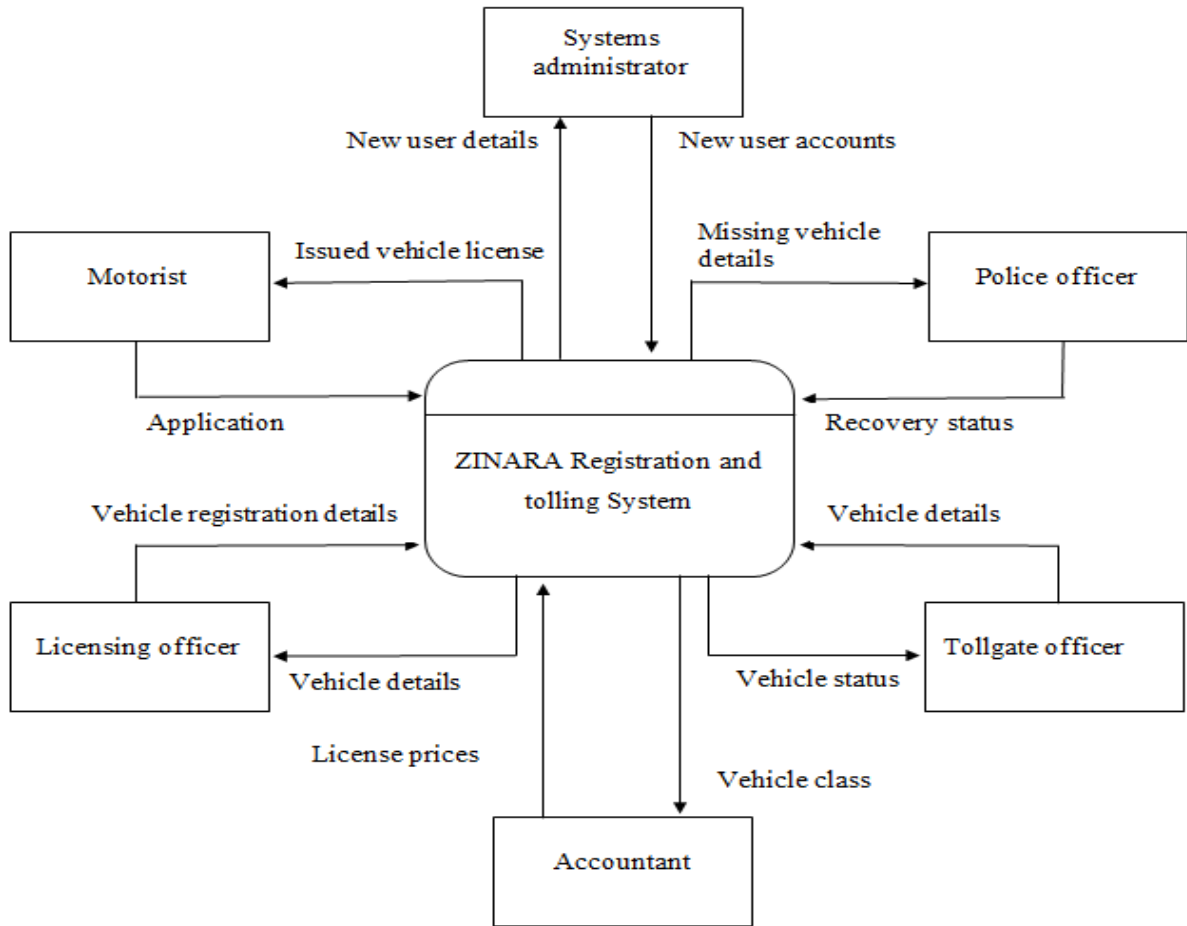 Systems
administrator
New user details
New user accounts
Missing vehicle
details
Issued vehicle license
Motorist
Police officer
Application
Recovery status
ZINARA Registration and
tolling System
Vehicle registration details
Vehicle details
Licensing officer
Tollgate officer
Vehicle details
Vehicle status
License prices
Vehicle class
Accountant